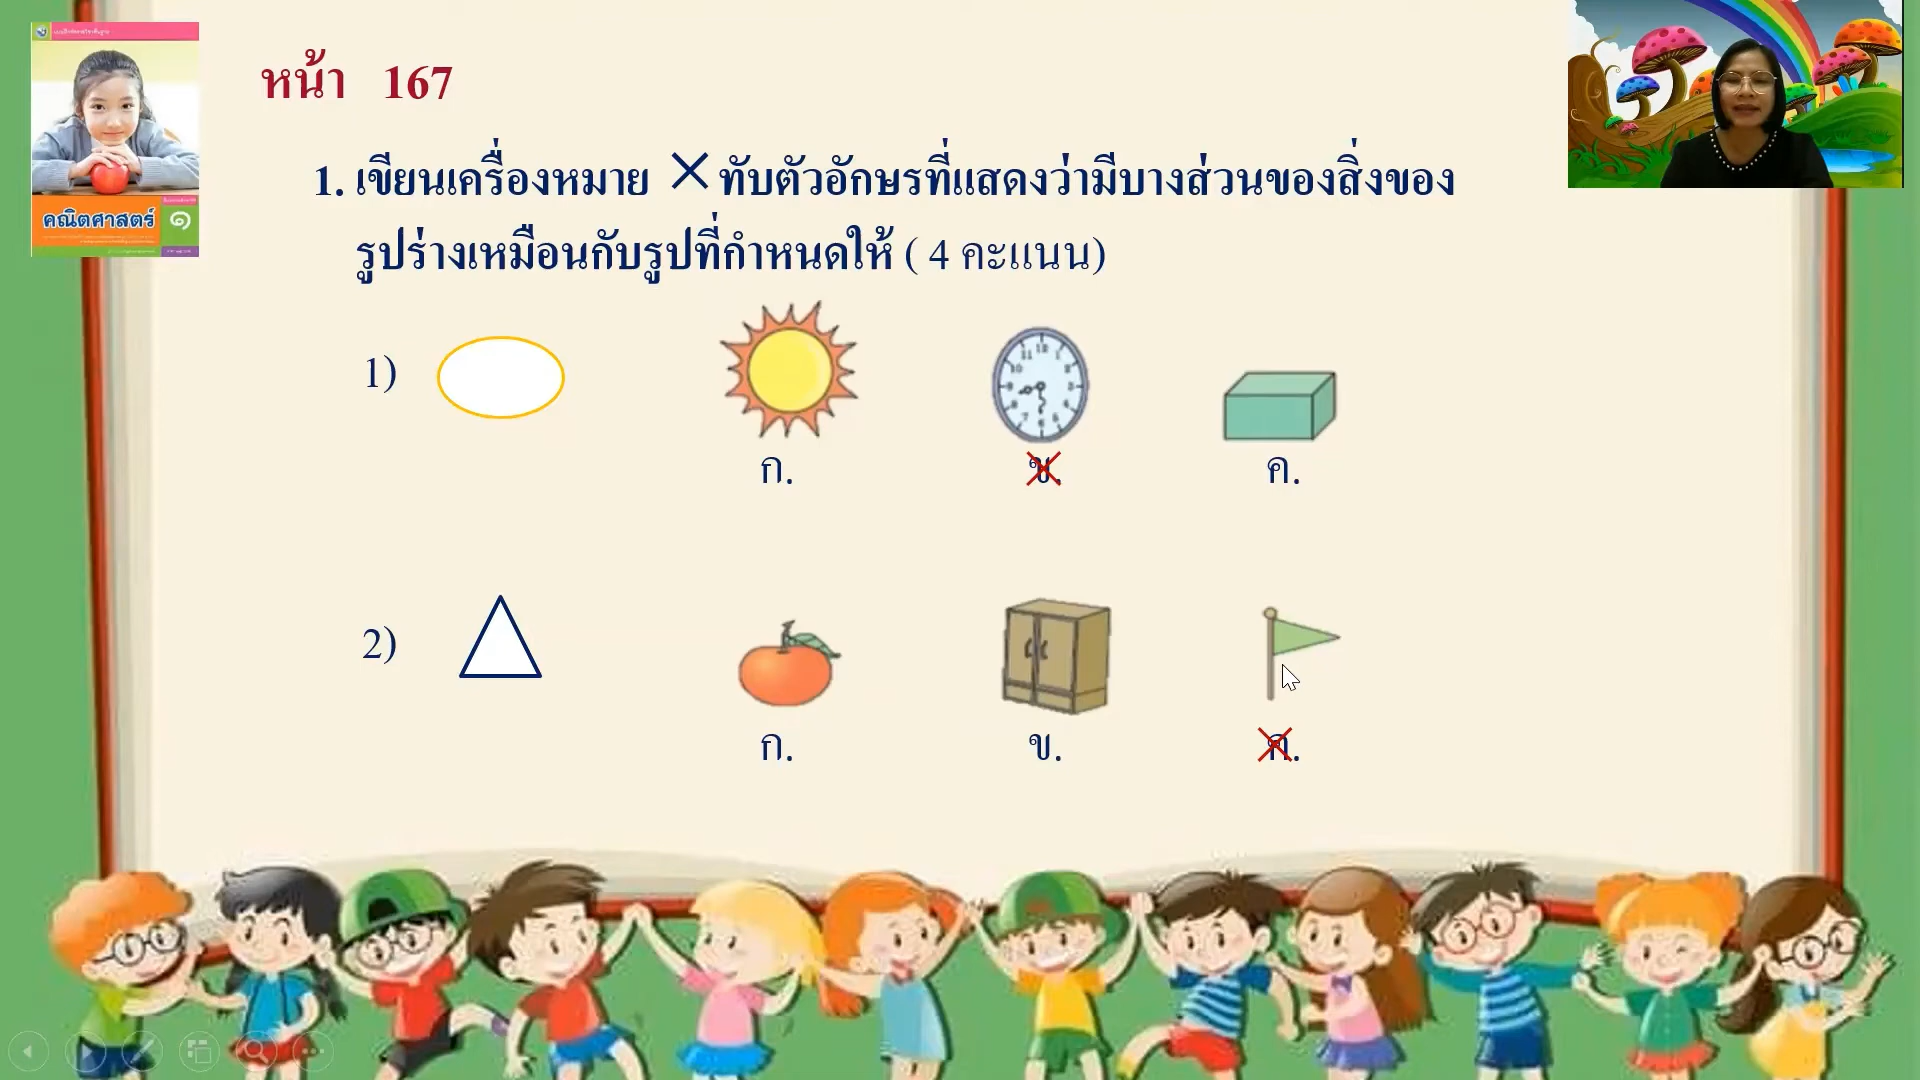 หน้า 167
1. เขียนเครื่องหมาย × ทับตัวอักษรที่แสดงว่ามีบางส่วนของสิ่งของ
รูปร่างเหมือนกับรูปที่กำหนดให้ ( 4 คะแนน)
1)
ก. ข. ค.
2)
ก. ข. ค.
คณิตศาสตร์ ๑